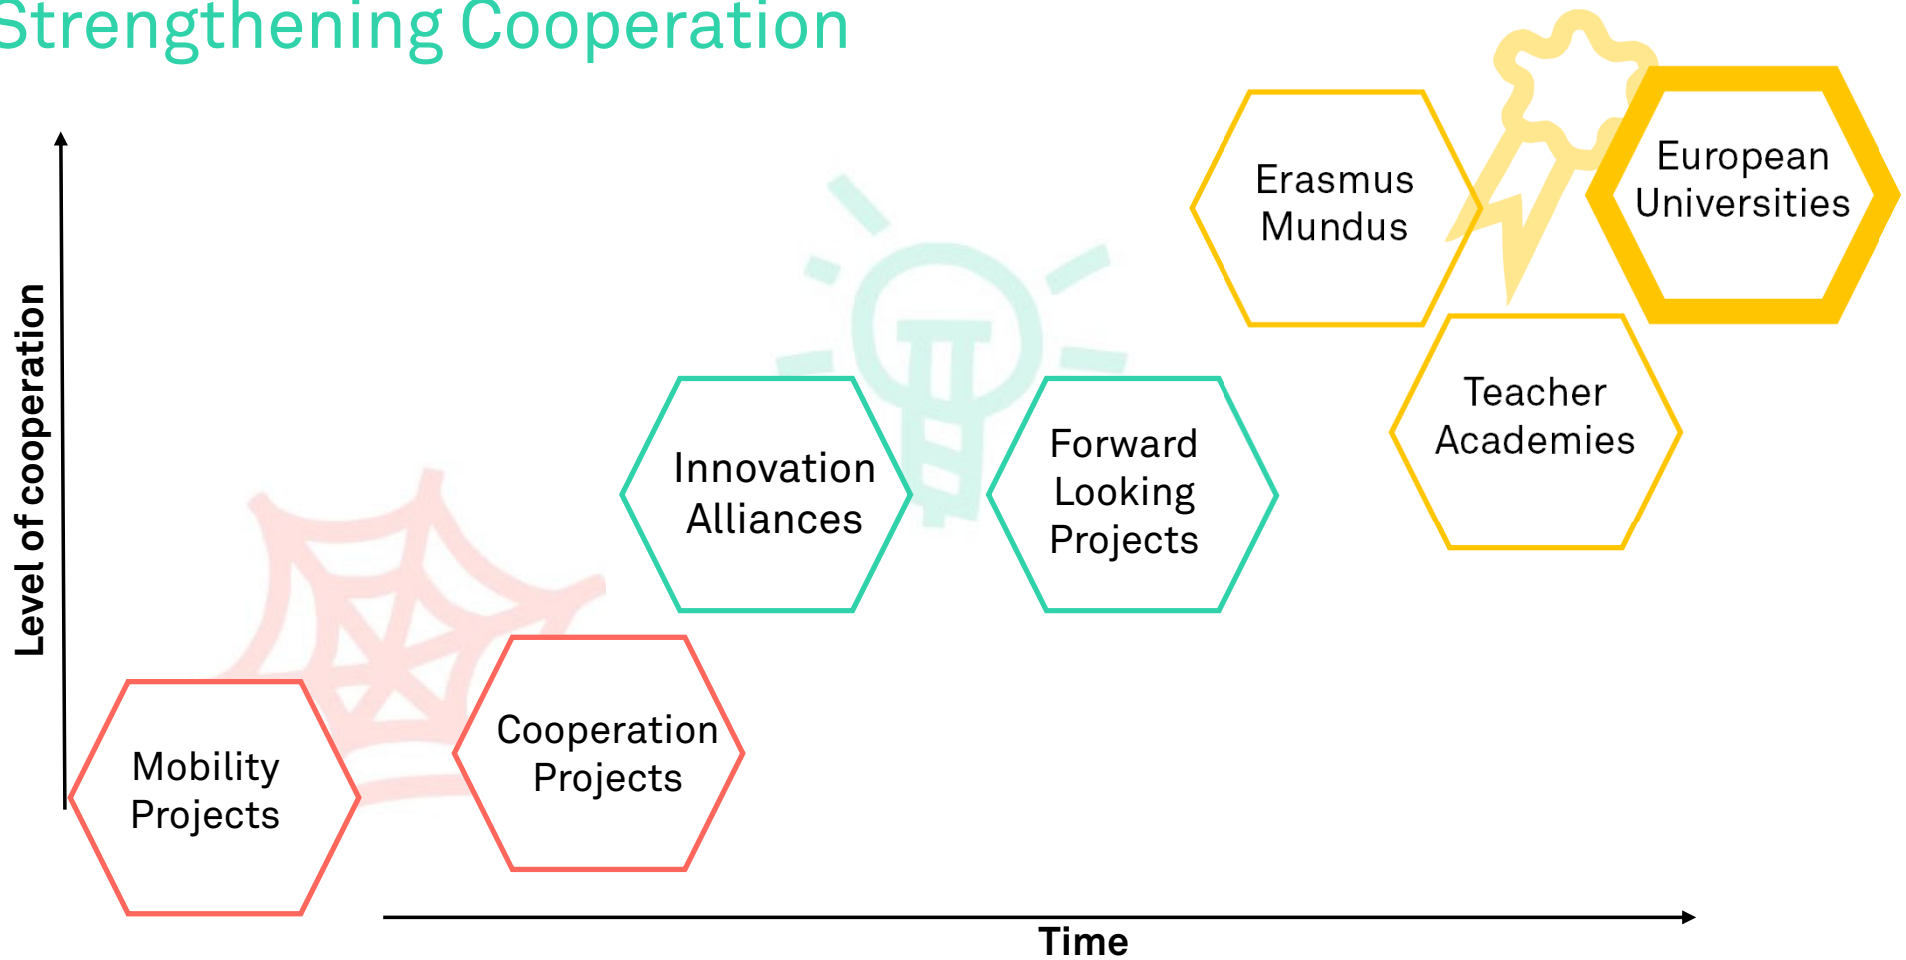 Strengthening Cooperation
Level of cooperation
Mobility
Projects
Cooperation
Projects
Innovation
Alliances
Forward
Looking
Projects
Erasmus
Mundus
Teacher
Academies
European
Universities
Time